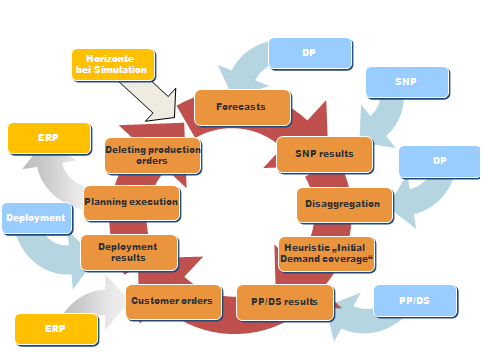 DP
Horizonte
bei Simulation
SNP
Forecasts
ERP
Deleting production
orders
SNP results
DP
Planning execution
Disaggregation
Deployment
Deployment
results
Heuristic „Initial
Demand coverage“
Customer orders
PP/DS results
PP/DS
ERP